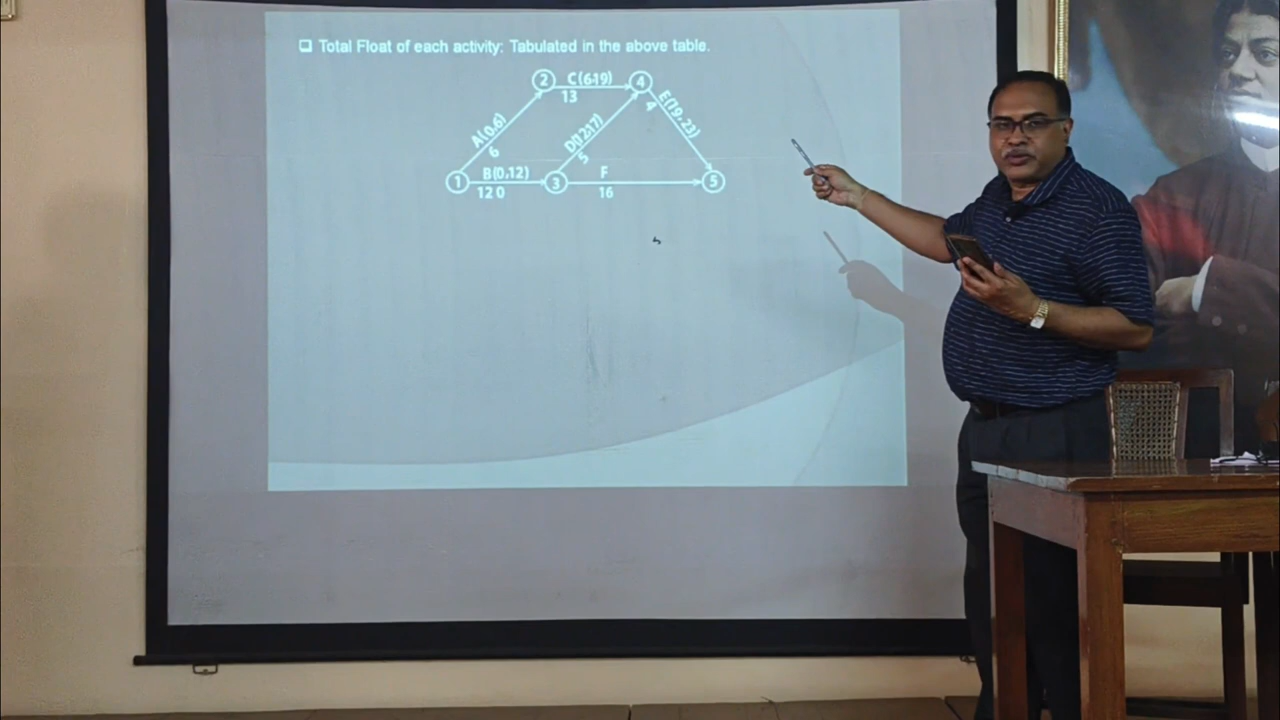 ❑ Total Float of each activity: Tabulated in the above table.
2 C(6-19) 4
13
A(0,6)
6
D(12-17)
5
E(19,23)
4
1 B(0,12) 3 F 5
12 0 16